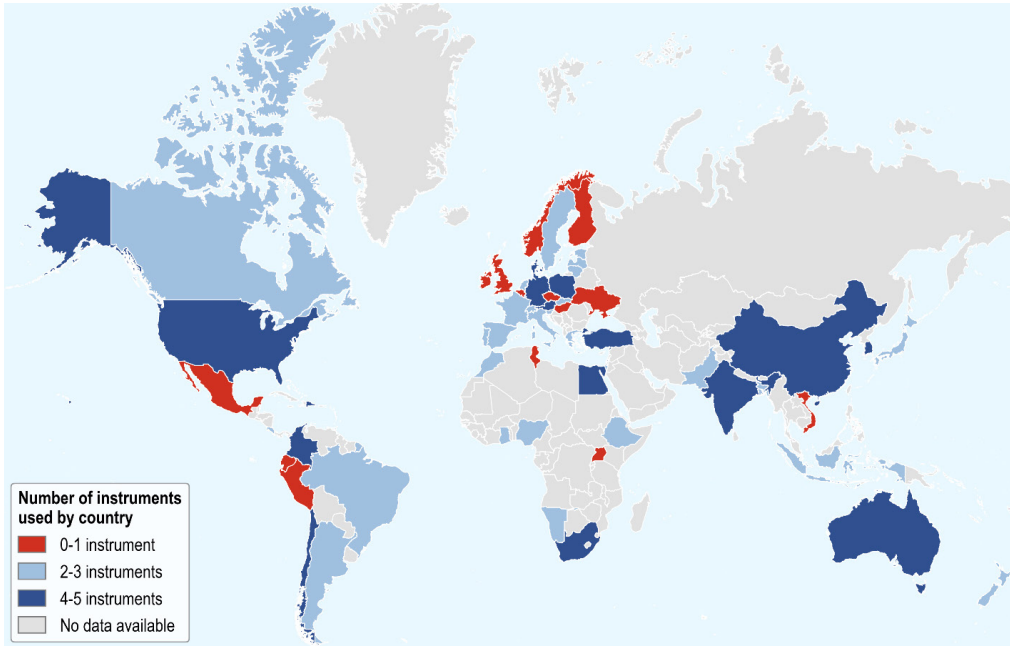 Number of instruments
used by country
0-1 instrument
2-3 instruments
4-5 instruments
No data available